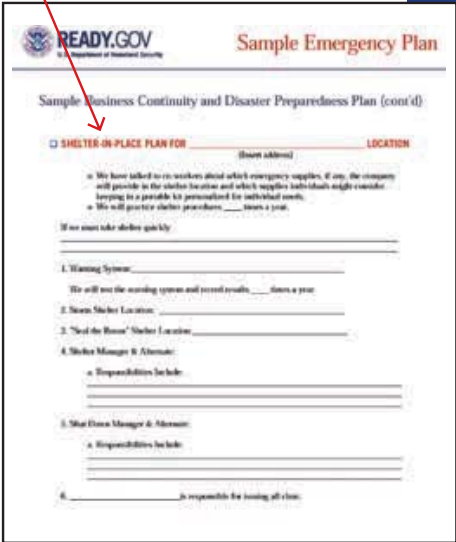 READY.GOV
U.S. Department of Homeland Security
Sample Emergency Plan
Sample Business Continuity and Disaster Preparedness Plan (cont'd)
SHELTER-IN-PLACE PLAN FOR LOCATION
(Insert address)
We have talked to co-workers about which emergency supplies, if any, the company
will provide in the shelter location and which supplies individuals might consider
keeping in a portable kit personalized for individual needs.
We will practice shelter procedures ____ times a year.
If we must take shelter quickly
1. Warning System:
We will test the warning system and record results ____ times a year.
2. Storm Shelter Location:
3. "Seal the Room" Shelter Location:
4. Shelter Manager & Alternate:
a. Responsibilities Include:
5. Shut Down Manager & Alternate:
a. Responsibilities Include:
6. ____ is responsible for issuing all clear.